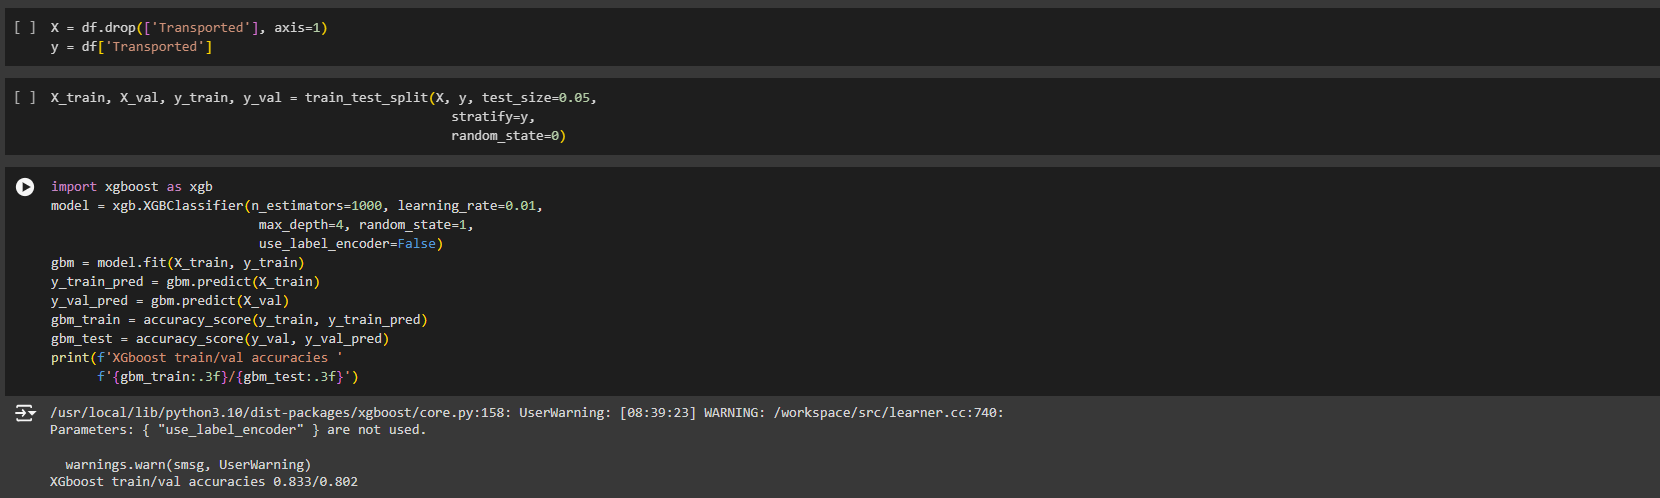 [ ] X = df.drop(['Transported'], axis=1)
y = df['Transported']
[ ] X_train, X_val, y_train, y_val = train_test_split(X, y, test_size=0.05,
stratify=y,
random_state=0)
import xgboost as xgb
model = xgb.XGBClassifier(n_estimators=1000, learning_rate=0.01,
max_depth=4, random_state=1,
use_label_encoder=False)
gbm = model.fit(X_train, y_train)
y_train_pred = gbm.predict(X_train)
y_val_pred = gbm.predict(X_val)
gbm_train = accuracy_score(y_train, y_train_pred)
gbm_test = accuracy_score(y_val, y_val_pred)
print(f'XGboost train/val accuracies '
f'{gbm_train:.3f}/{gbm_test:.3f}')
/usr/local/lib/python3.10/dist-packages/xgboost/core.py:158: UserWarning: [08:39:23] WARNING: /workspace/src/learner.cc:740:
Parameters: { "use_label_encoder" } are not used.
warnings.warn(smsg, UserWarning)
XGboost train/val accuracies 0.833/0.802